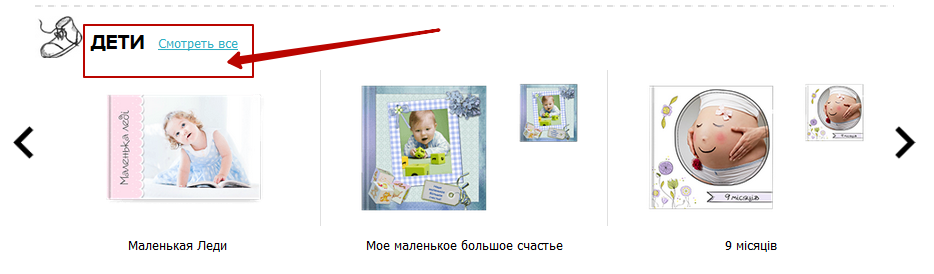 ДЕТИ Смотреть все
Маленька леді
9 місяців
Маленькая Леди
Мое маленькое большое счастье
9 місяців